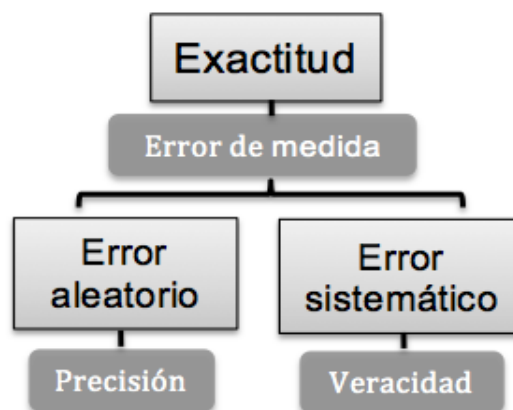 Exactitud
Error de medida
Error
aleatorio
Error
sistemático
Precisión
Veracidad